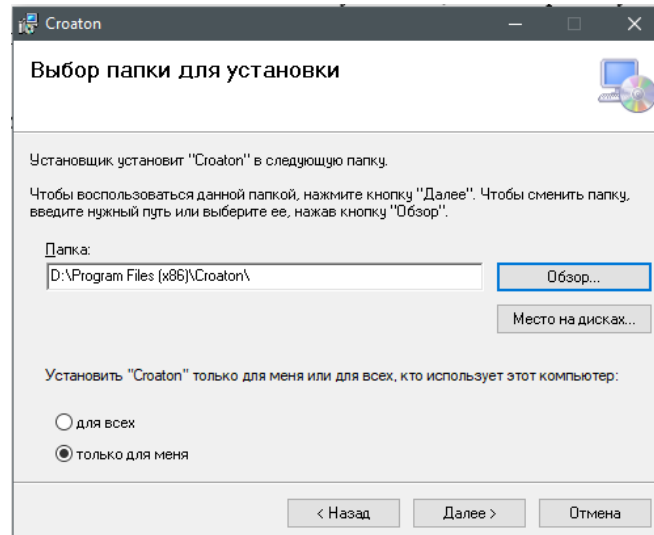 Croaton
Выбор папки для установки
Установщик установит "Croaton" в следующую папку.
Чтобы воспользоваться данной папкой, нажмите кнопку "Далее". Чтобы сменить папку,
введите нужный путь или выберите ее, нажав кнопку "Обзор".
Папка:
D:\Program Files (x86)\Croaton\
Обзор...
Место на дисках...
Установить "Croaton" только для меня или для всех, кто использует этот компьютер:
для всех
только для меня
< Назад
Далее >
Отмена